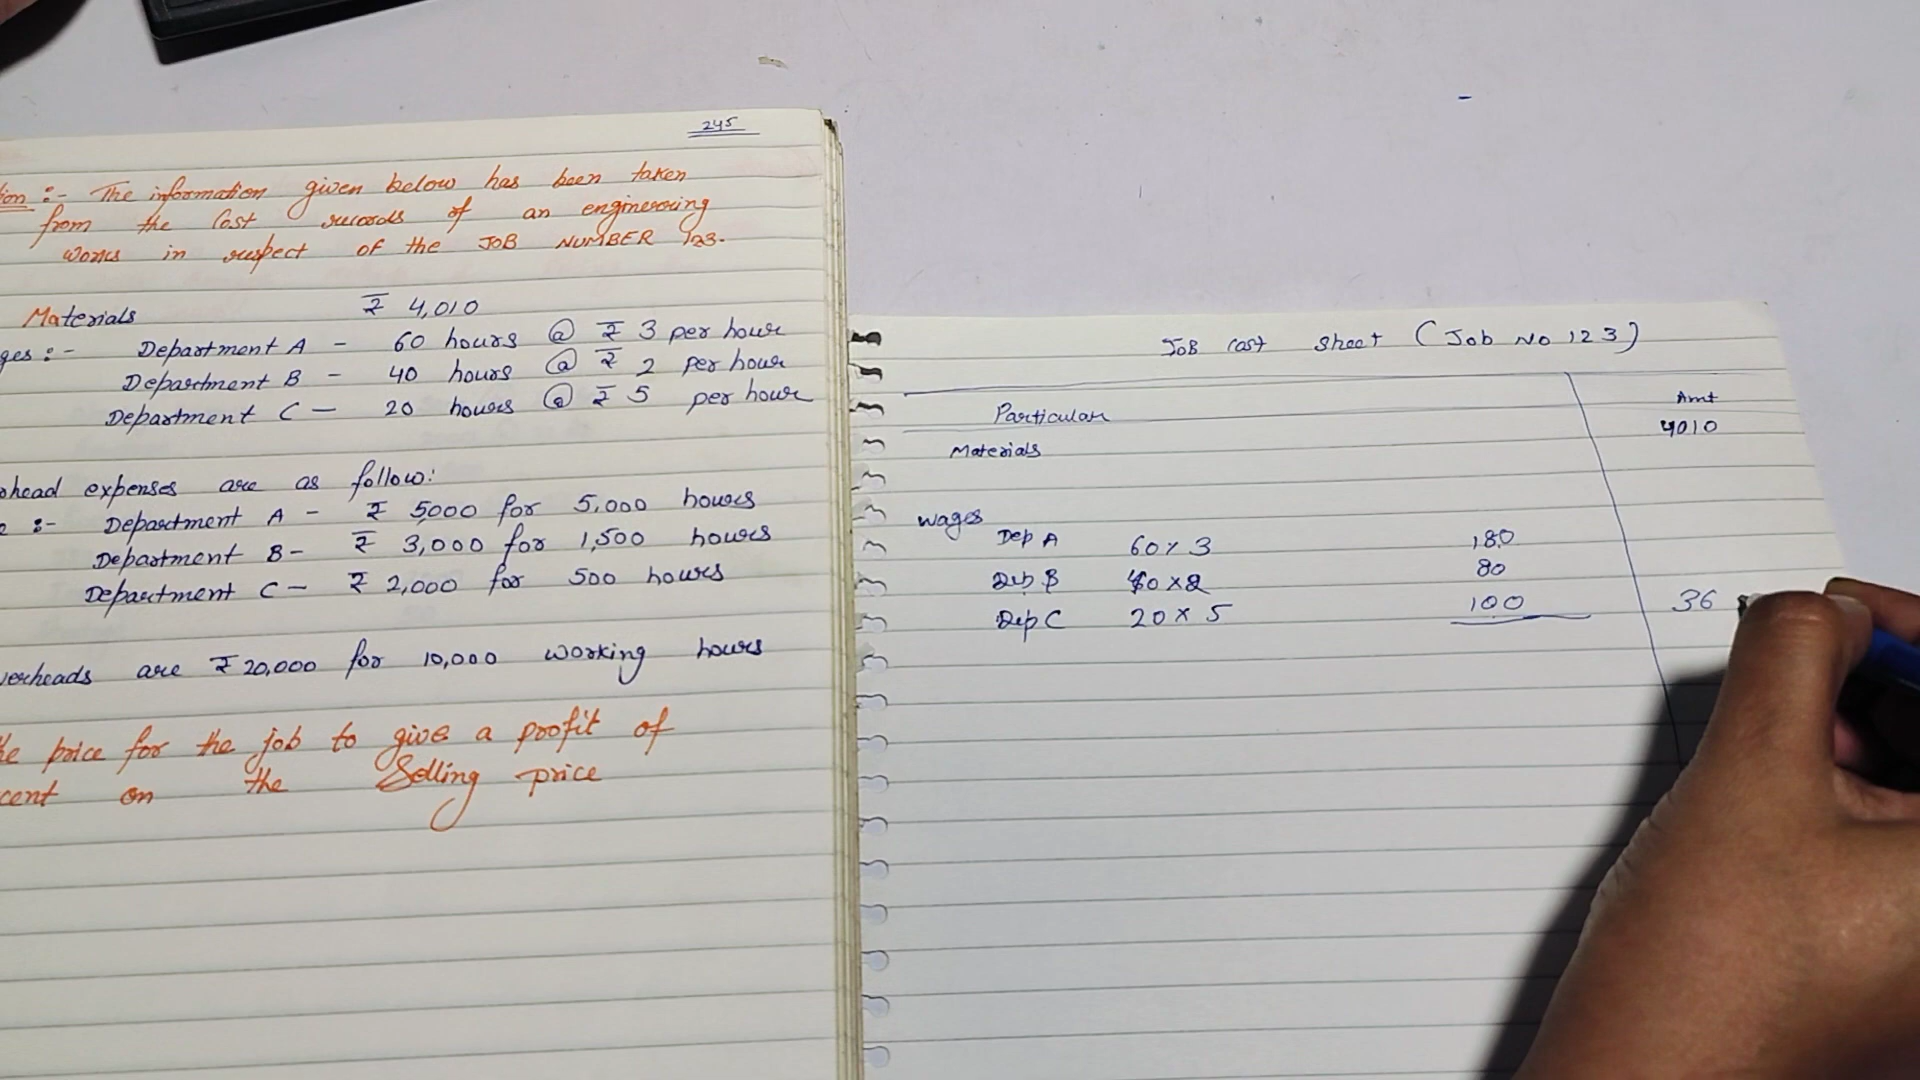 245
ion :- The information given below has been taken
from the Cost records of an engineering
works in respect of the JOB NUMBER 123.
Materials ₹ 4,010
ges :- Department A - 60 hours @ ₹ 3 per hour
Department B - 40 hours @ ₹ 2 per hour
Department C - 20 hours @ ₹ 5 per hour
ohead expenses are as follow:
e :- Department A - ₹ 5000 for 5,000 hours
Department B - ₹ 3,000 for 1,500 hours
Department C - ₹ 2,000 for 500 hours
verheads are ₹ 20,000 for 10,000 working hours
he price for the job to give a profit of
cent on the Selling price
JOB Cost Sheet (Job No 123)
Particular Amt
Materials 4010
Wages
Dep A 60 × 3 180
Dep B 40 × 2 80
Dep C 20 × 5 100 36